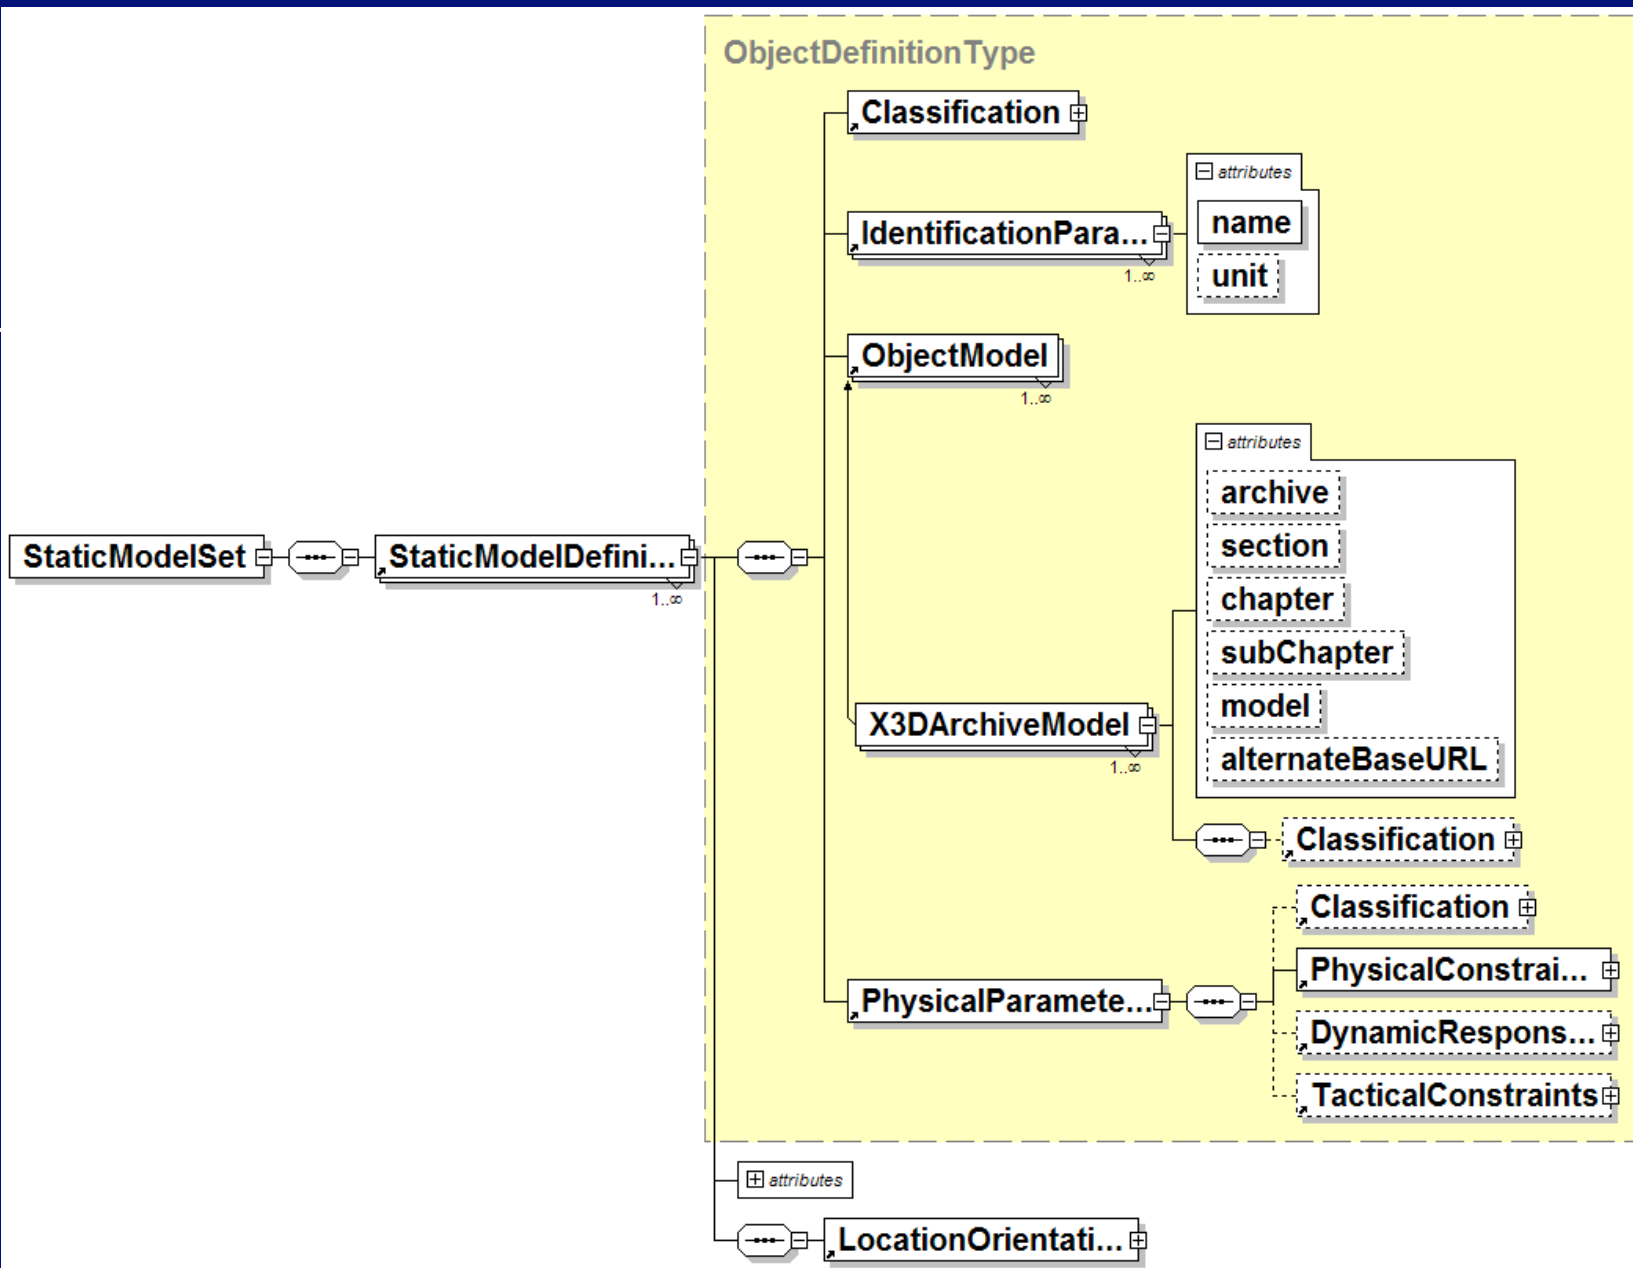 ObjectDefinitionType
Classification
attributes
name
IdentificationPara...
unit
1..∞
ObjectModel
1..∞
attributes
archive
section
StaticModelSet
StaticModelDefini...
1..∞
chapter
subChapter
model
X3DArchiveModel
alternateBaseURL
1..∞
Classification
Classification
PhysicalConstrai...
PhysicalParamete...
DynamicRespons...
TacticalConstraints
attributes
LocationOrientati...